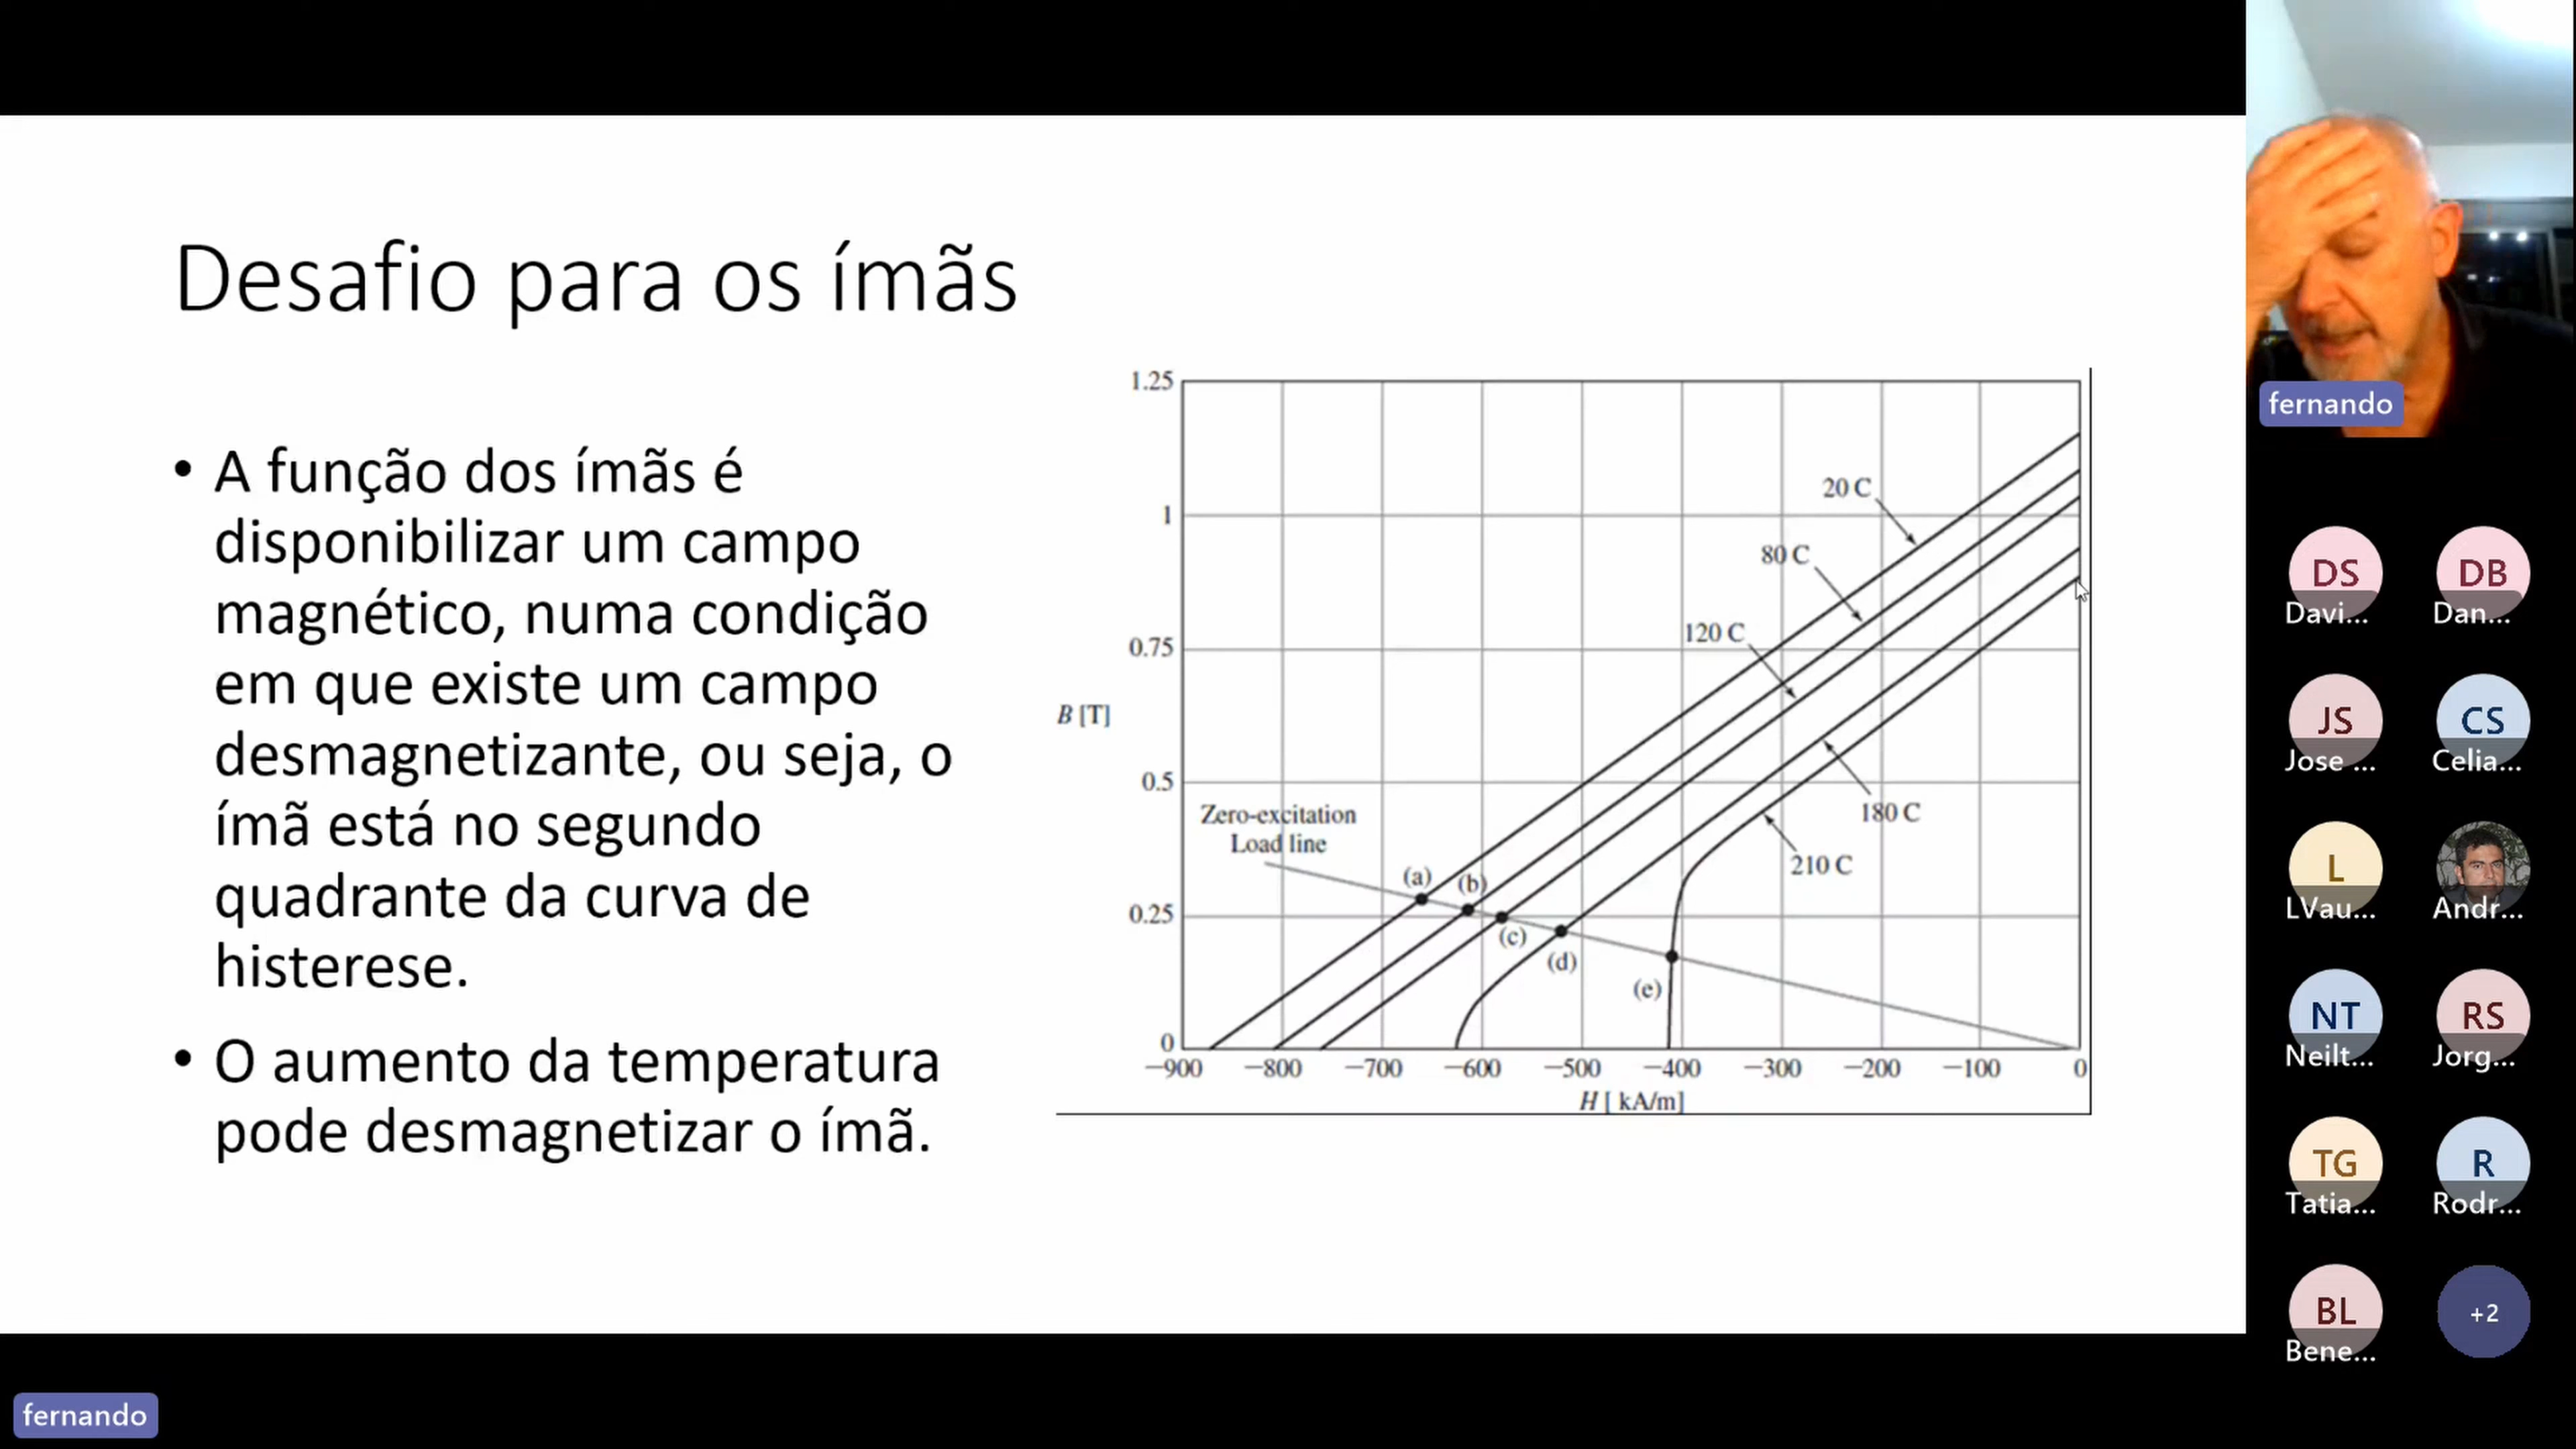 Desafio para os ímãs
• A função dos ímãs é
disponibilizar um campo
magnético, numa condição
em que existe um campo
desmagnetizante, ou seja, o
ímã está no segundo
quadrante da curva de
histerese.
• O aumento da temperatura
pode desmagnetizar o ímã.
1.25
1
0.75
0.5
0.25
0
B [T]
20 C
80 C
120 C
180 C
210 C
Zero-excitation
Load line
(a)
(b)
(c)
(d)
(e)
−900 −800 −700 −600 −500 −400 −300 −200 −100 0
H [ kA/m]
fernando
DS DB
Davi... Dan...
JS CS
Jose ... Celia...
L
LVau... Andr...
NT RS
Neilt... Jorg...
TG R
Tatia... Rodr...
BL +2
Bene...
fernando